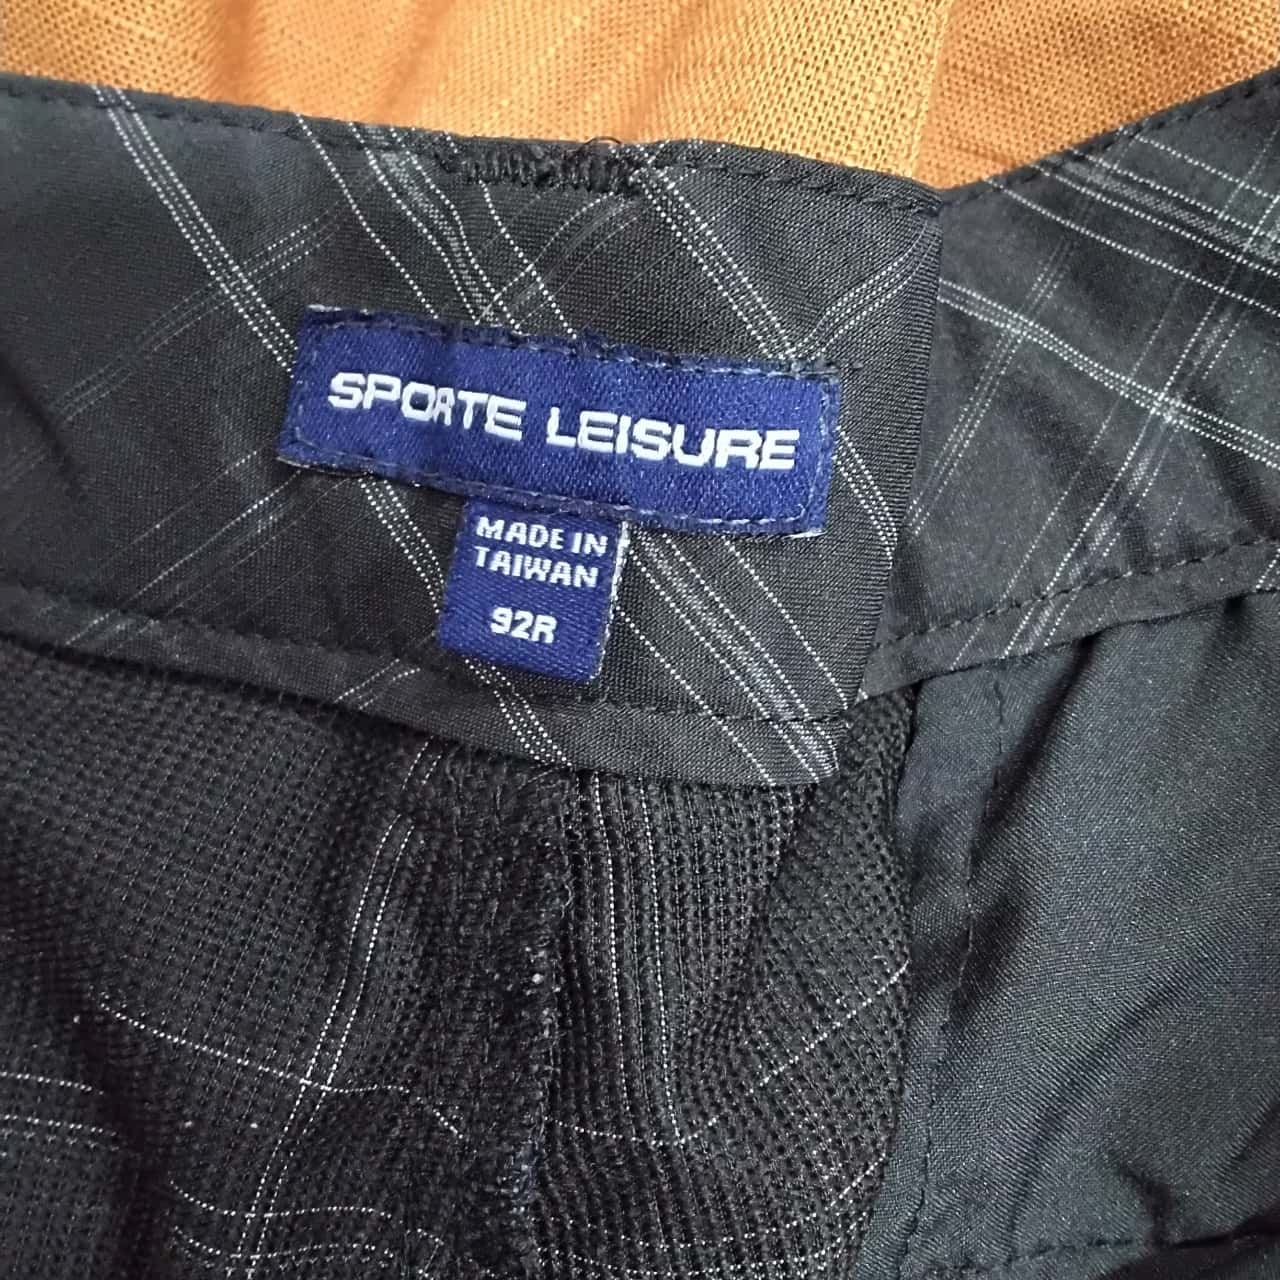 SPORTE LEISURE
MADE IN
TAIWAN
92R